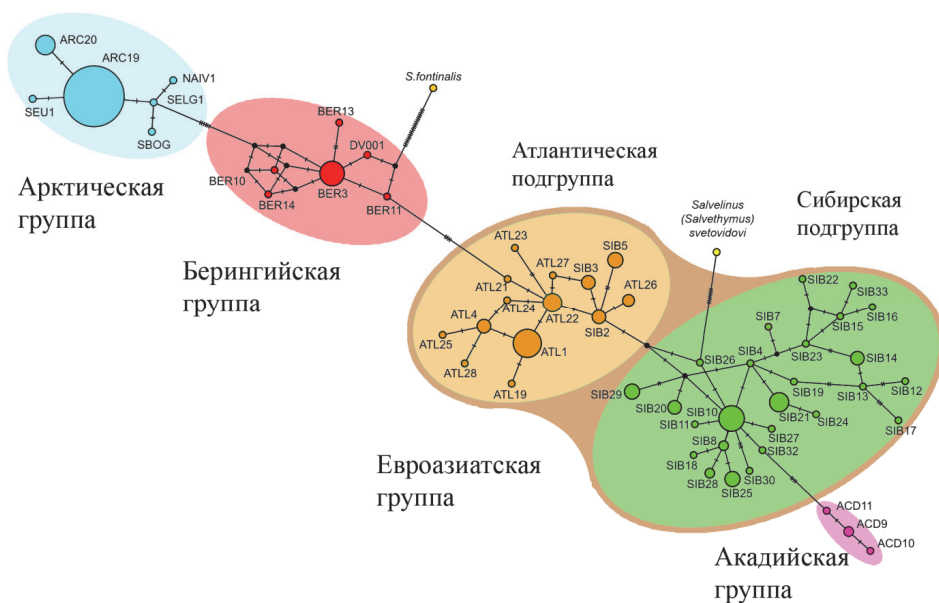 ARC20
ARC19
NAIV1
SELG1
SEU1
SBOG
Арктическая
группа
S.fontinalis
BER13
DV001
BER10
BER3
BER14
BER11
Берингийская
группа
Атлантическая
подгруппа
Salvelinus
(Salvethymus)
svetovidovi
Сибирская
подгруппа
ATL23
SIB5
ATL27
SIB3
ATL21
ATL26
ATL24
ATL22
ATL4
SIB2
ATL25
ATL1
ATL28
ATL19
SIB22
SIB33
SIB7
SIB16
SIB15
SIB4
SIB23
SIB26
SIB14
SIB29
SIB19
SIB12
SIB20
SIB10
SIB13
SIB21
SIB11
SIB24
SIB17
SIB27
SIB8
SIB32
SIB18
SIB28
SIB30
SIB25
Евроазиатская
группа
ACD11
ACD9
ACD10
Акадийская
группа